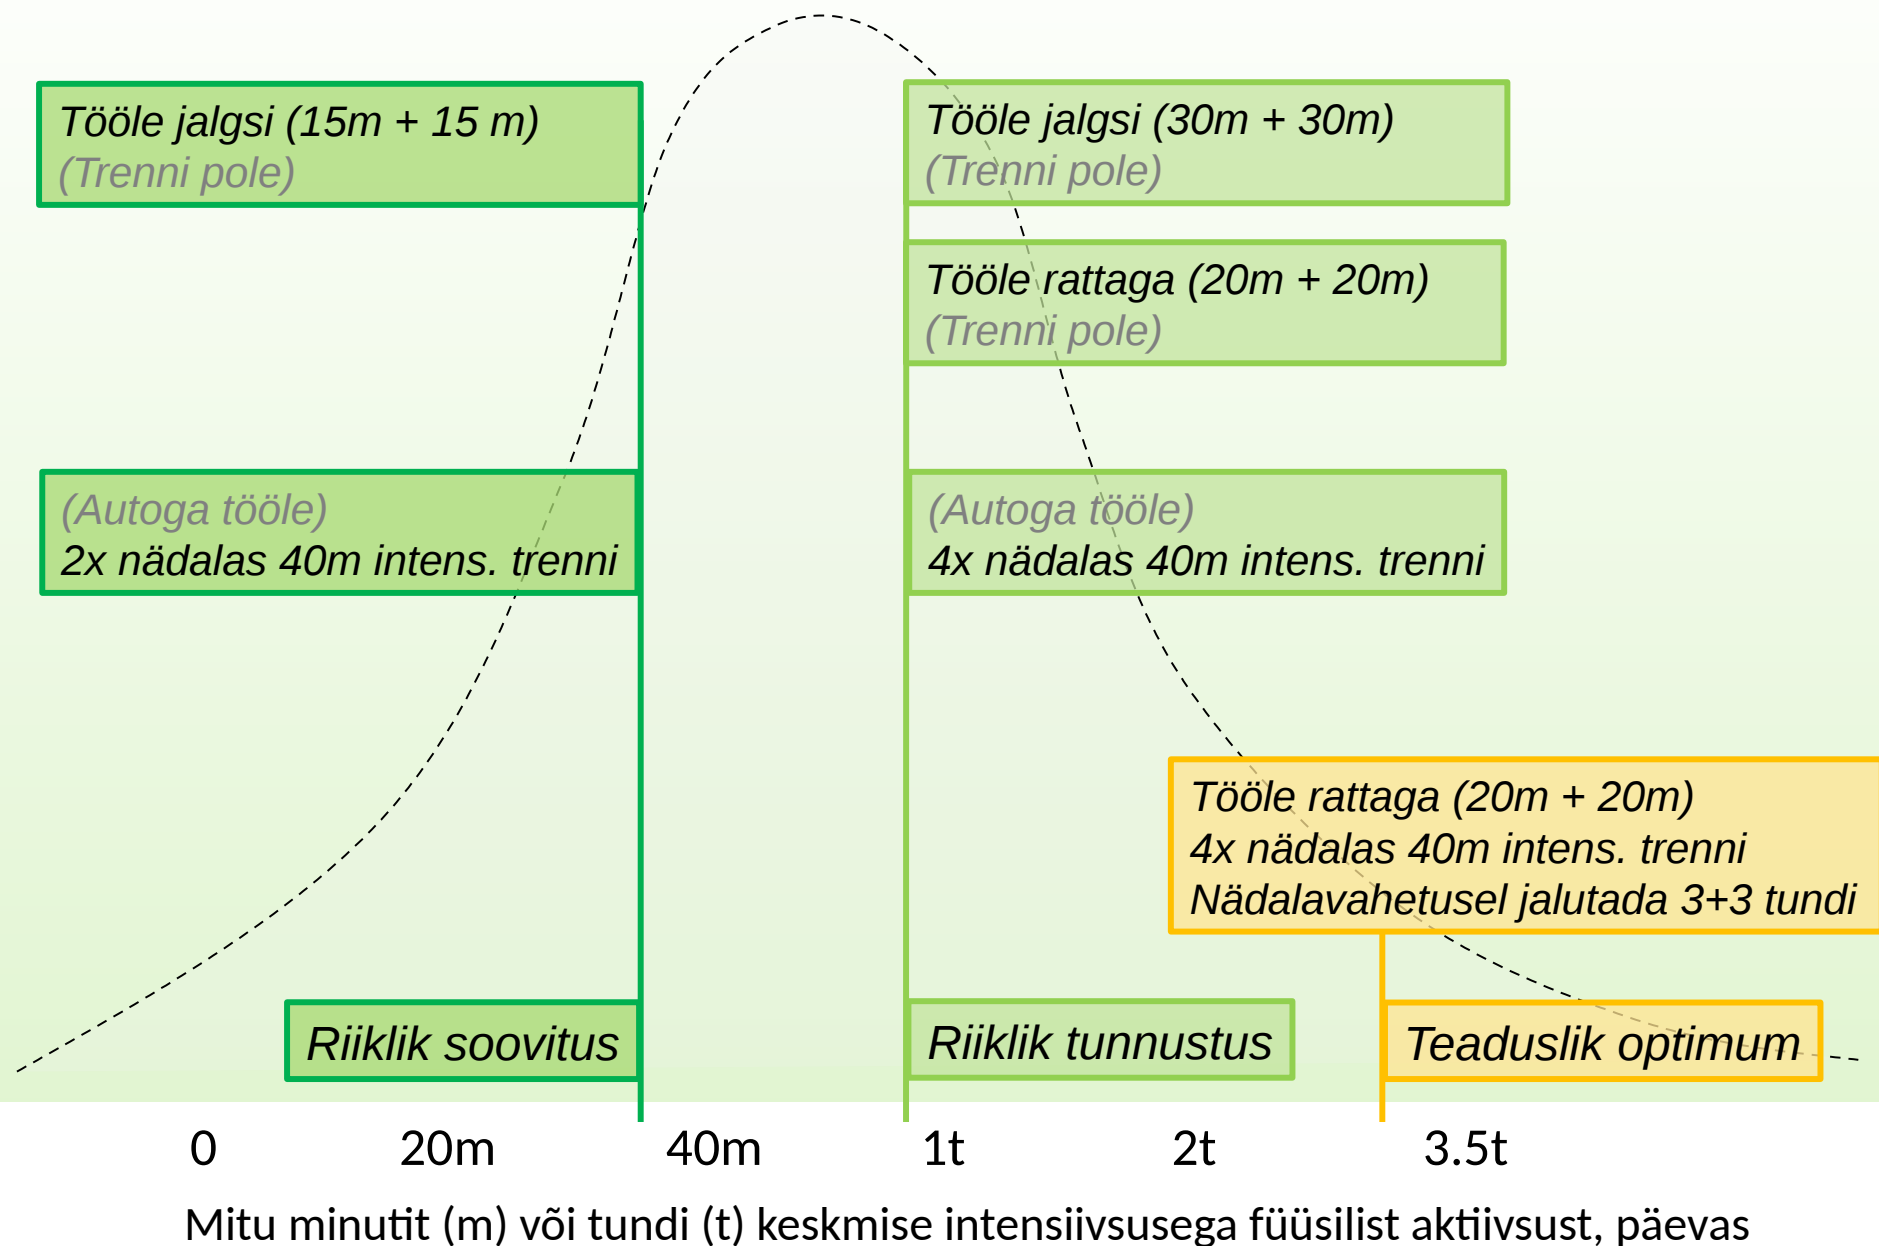 Tööle jalgsi (15m + 15 m)
(Trenni pole)
Tööle jalgsi (30m + 30m)
(Trenni pole)
Tööle rattaga (20m + 20m)
(Trenni pole)
(Autoga tööle)
2x nädalas 40m intens. trenni
(Autoga tööle)
4x nädalas 40m intens. trenni
Tööle rattaga (20m + 20m)
4x nädalas 40m intens. trenni
Nädalavahetusel jalutada 3+3 tundi
Riiklik soovitus
Riiklik tunnustus
Teaduslik optimum
0 20m 40m 1t 2t 3.5t
Mitu minutit (m) või tundi (t) keskmise intensiivsusega füüsilist aktiivsust, päevas